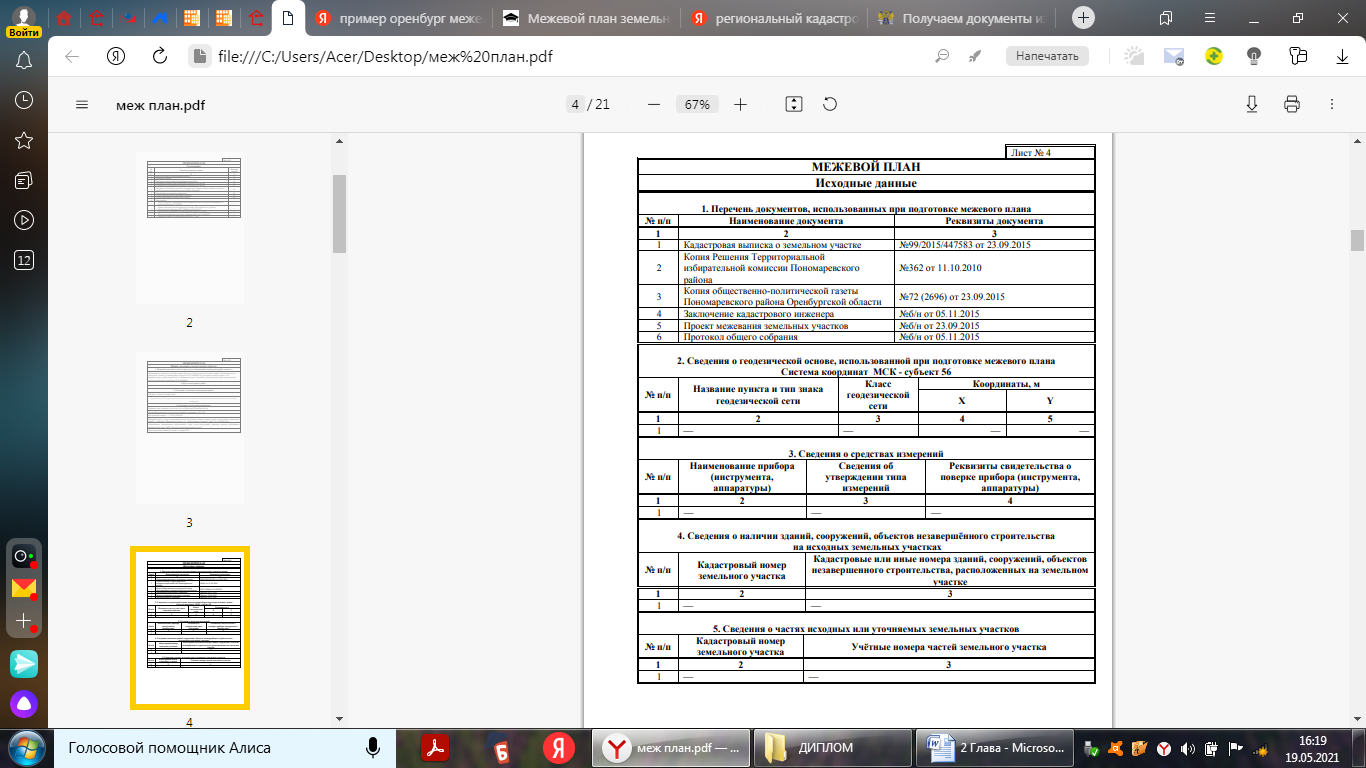 Войти
пример оренбург меже
Межевой план земельн
региональный кадастро
Получаем документы и
file:///C:/Users/Acer/Desktop/меж%20план.pdf
Напечатать
меж план.pdf
4 / 21
67%
12
2
3
4
Лист № 4
МЕЖЕВОЙ ПЛАН
Исходные данные
1. Перечень документов, использованных при подготовке межевого плана
№ п/п Наименование документа Реквизиты документа
1 2 3
1 Кадастровая выписка о земельном участке №99/2015/447583 от 23.09.2015
2 Копия Решения Территориальной
избирательной комиссии Пономаревского
района
№362 от 11.10.2010
3 Копия общественно-политической газеты
Пономаревского района Оренбургской области
№72 (2696) от 23.09.2015
4 Заключение кадастрового инженера №б/н от 05.11.2015
5 Проект межевания земельных участков №б/н от 23.09.2015
6 Протокол общего собрания №б/н от 05.11.2015
2. Сведения о геодезической основе, использованной при подготовке межевого плана
Система координат МСК - субъект 56
№ п/п
Название пункта и тип знака
геодезической сети
Класс
геодезической
сети
Координаты, м
X Y
1 2 3 4 5
1 — — — —
3. Сведения о средствах измерений
№ п/п
Наименование прибора
(инструмента,
аппаратуры)
Сведения об
утверждении типа
измерений
Реквизиты свидетельства о
поверке прибора (инструмента,
аппаратуры)
1 2 3 4
1 — — —
4. Сведения о наличии зданий, сооружений, объектов незавершённого строительства
на исходных земельных участках
№ п/п
Кадастровый номер
земельного участка
Кадастровые или иные номера зданий, сооружений, объектов
незавершенного строительства, расположенных на земельном
участке
1 2 3
1 — —
5. Сведения о частях исходных или уточняемых земельных участков
№ п/п
Кадастровый номер
земельного участка
Учётные номера частей земельного участка
1 2 3
1 — —
Голосовой помощник Алиса
меж план.pdf — ...
ДИПЛОМ
2 Глава - Microso...
16:19
19.05.2021